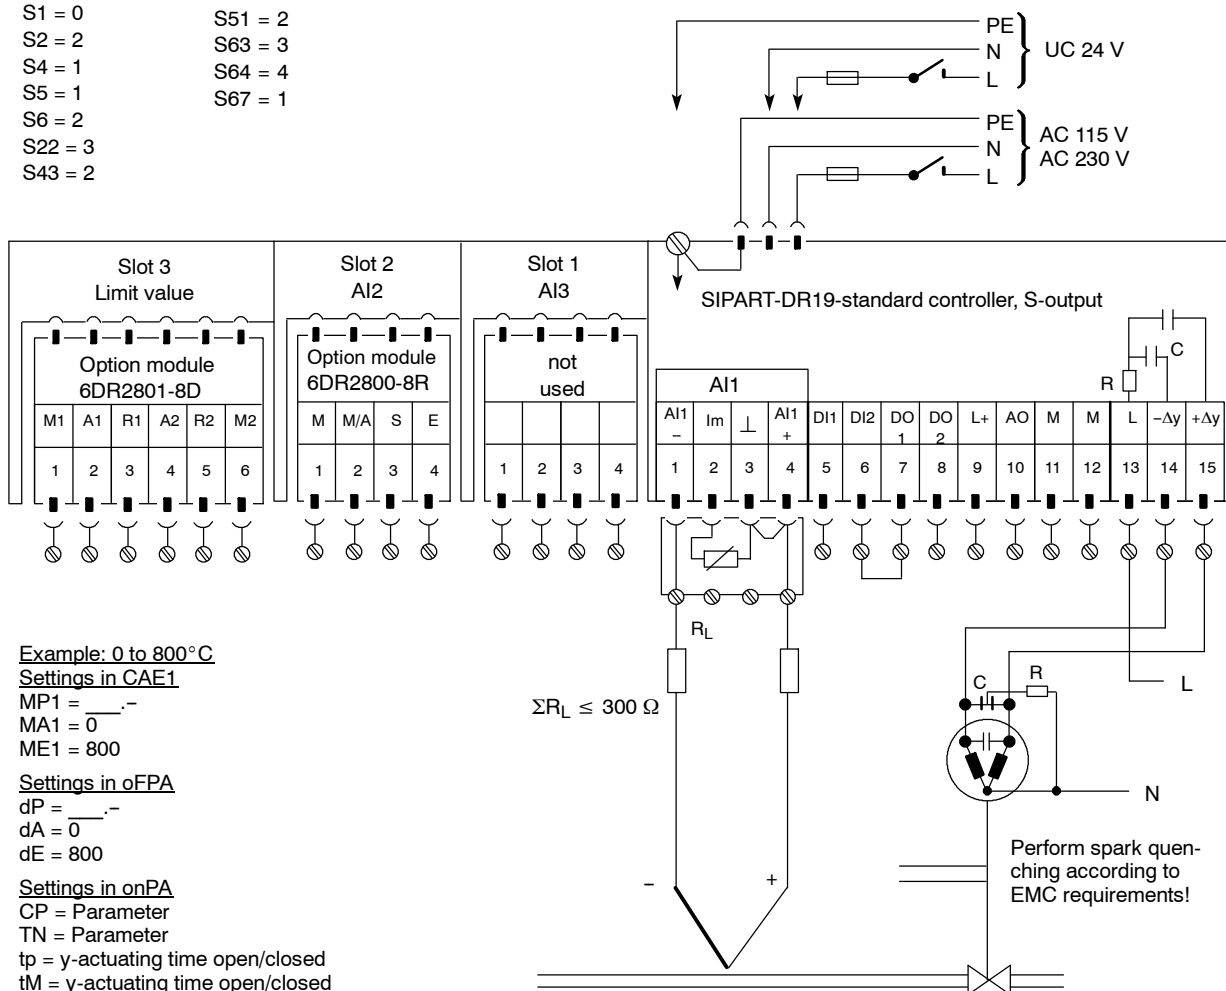 S1 = 0
S2 = 2
S4 = 1
S5 = 1
S6 = 2
S22 = 3
S43 = 2
S51 = 2
S63 = 3
S64 = 4
S67 = 1
PE
N
L
UC 24 V
PE
N
L
AC 115 V
AC 230 V
Slot 3
Limit value
Option module
6DR2801-8D
M1 A1 R1 A2 R2 M2
1 2 3 4 5 6
Slot 2
AI2
Option module
6DR2800-8R
M M/A S E
1 2 3 4
Slot 1
AI3
not
used
1 2 3 4
SIPART-DR19-standard controller, S-output
C
R
AI1
AI1 – Im ⊥ AI1 + DI1 DI2 DO 1 DO 2 L+ AO M M L –Δy +Δy
1 2 3 4 5 6 7 8 9 10 11 12 13 14 15
RL
ΣRL ≤ 300 Ω
–
+
C
R
L
N
Perform spark quen-
ching according to
EMC requirements!
Example: 0 to 800°C
Settings in CAE1
MP1 = ___.–
MA1 = 0
ME1 = 800
Settings in oFPA
dP = ___.–
dA = 0
dE = 800
Settings in onPA
CP = Parameter
TN = Parameter
tp = y-actuating time open/closed
tM = y-actuating time open/closed